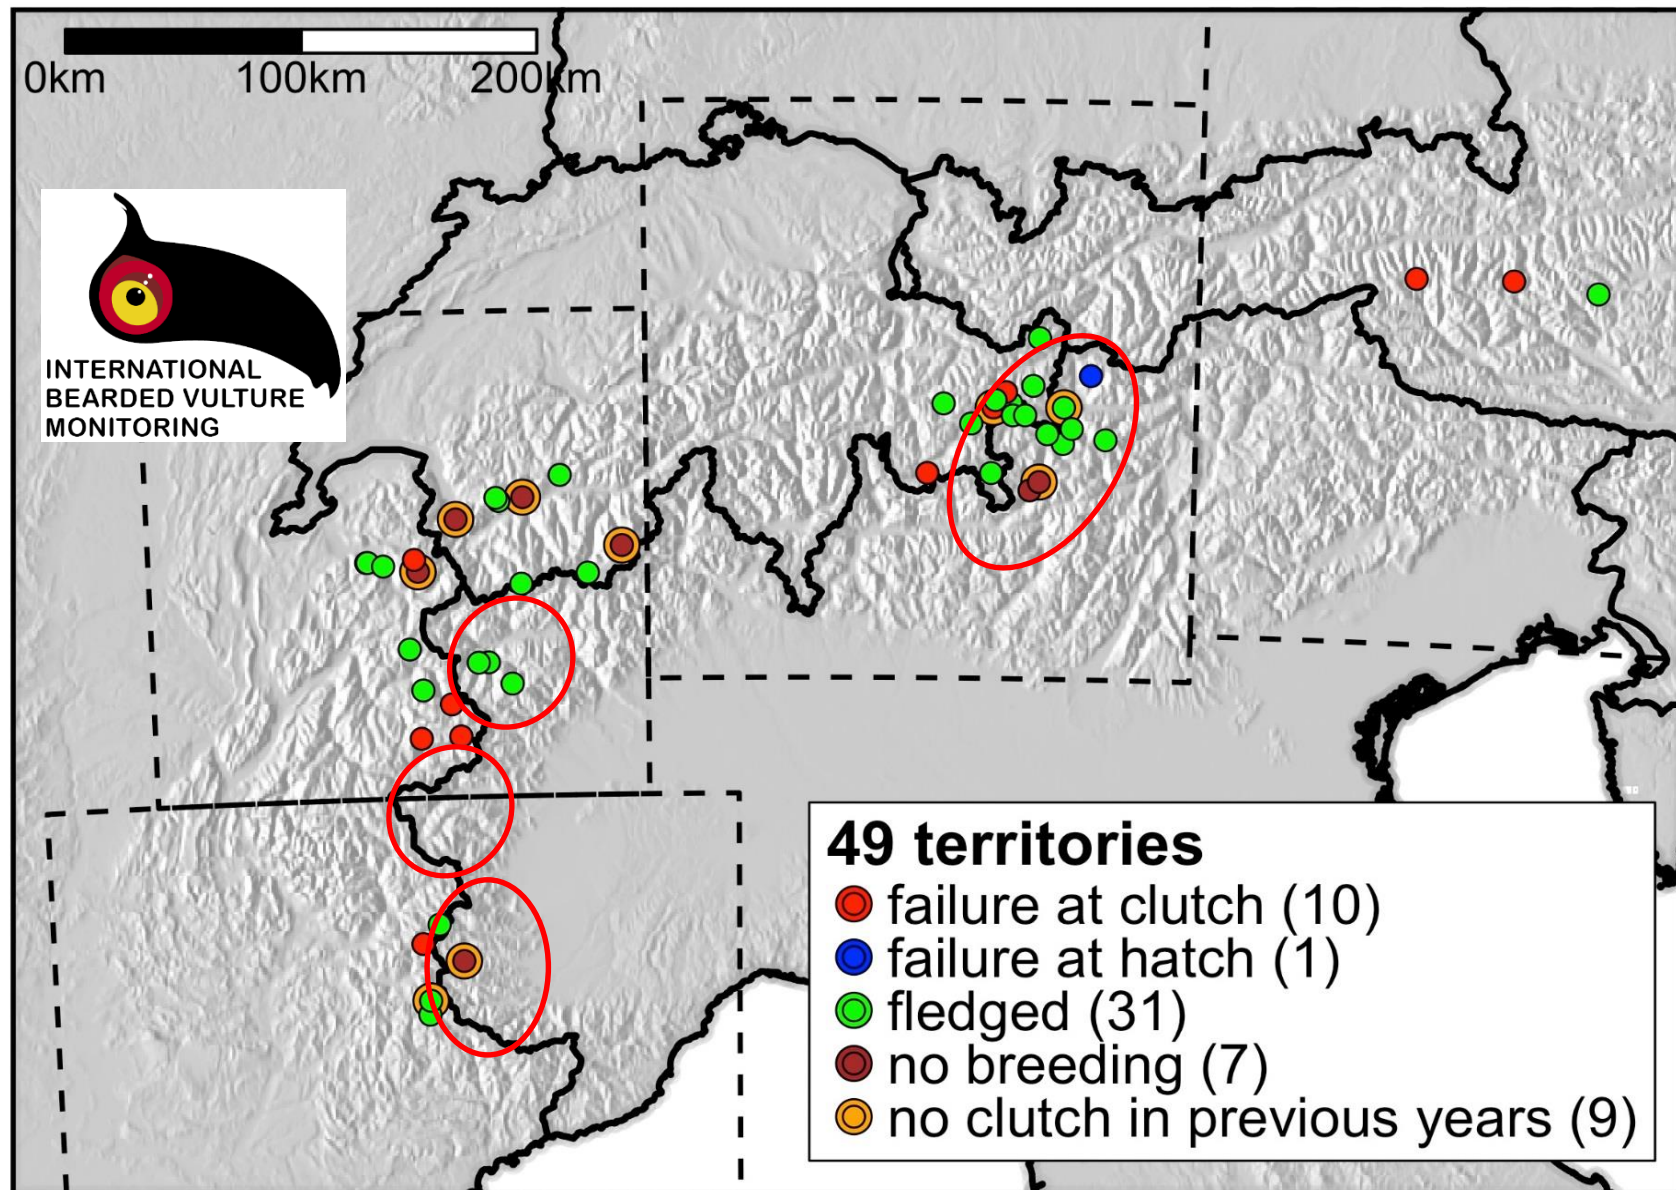 0km 100km 200km
INTERNATIONAL
BEARDED VULTURE
MONITORING
49 territories
failure at clutch (10)
failure at hatch (1)
fledged (31)
no breeding (7)
no clutch in previous years (9)